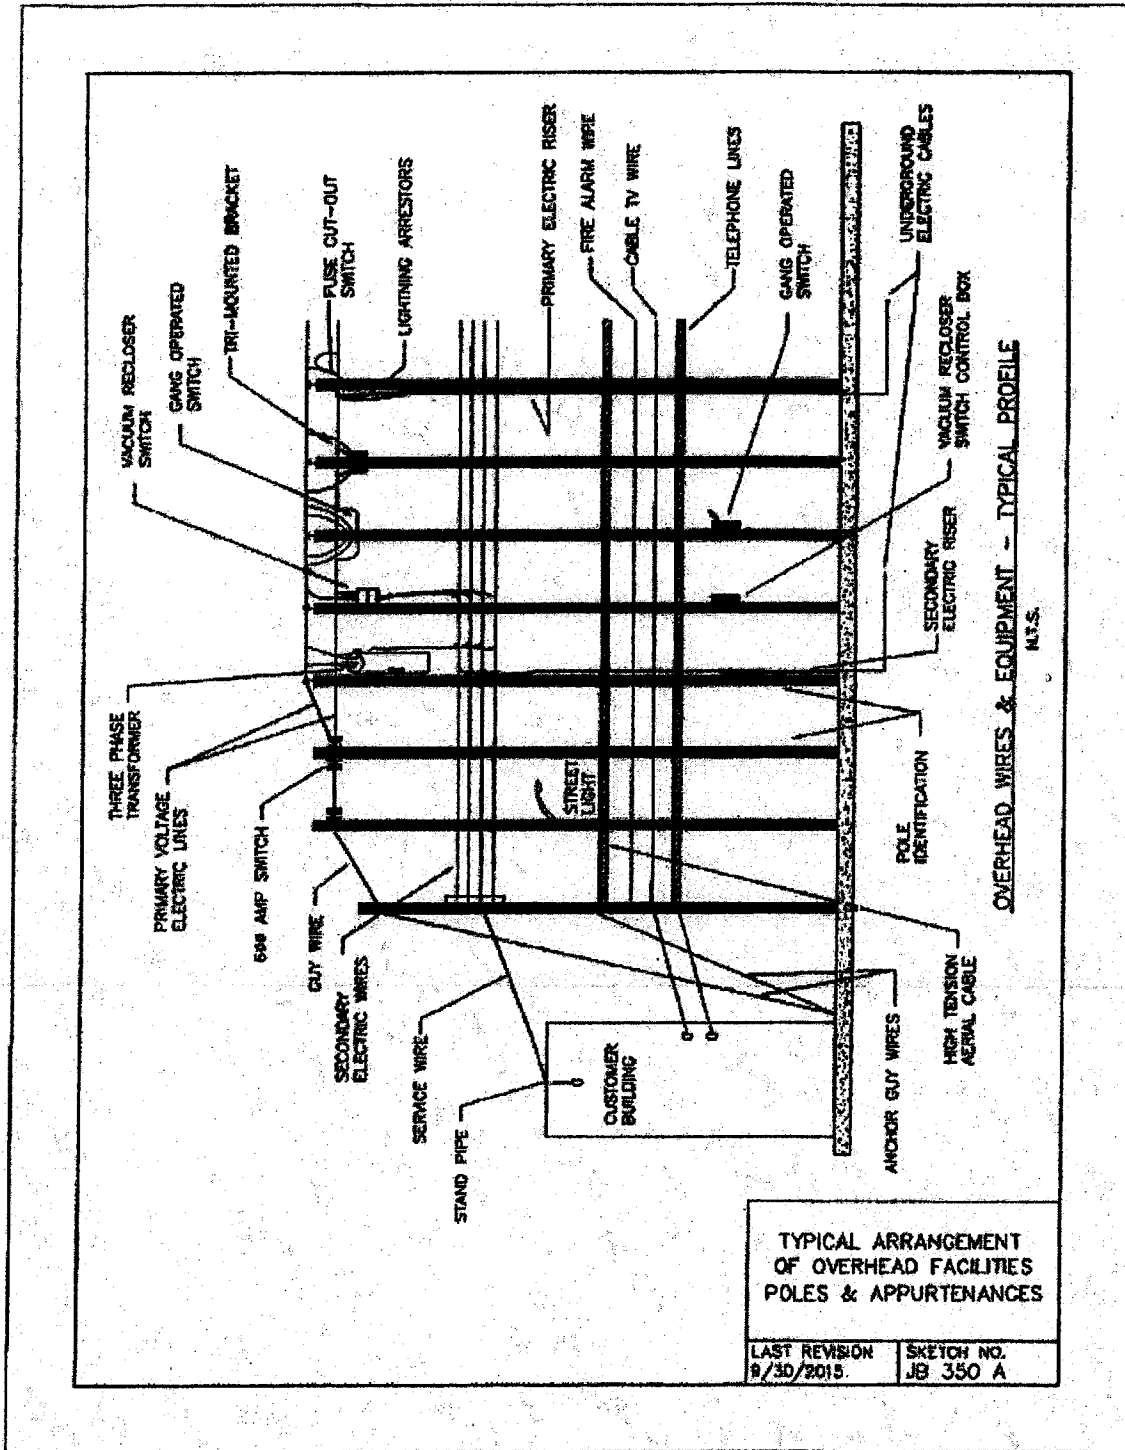 VACUUM RECLOSER
SWITCH
GANG OPERATED
SWITCH
TRI-MOUNTED BRACKET
FUSE CUT-OUT
SWITCH
LIGHTNING ARRESTORS
PRIMARY ELECTRIC RISER
FIRE ALARM WIRE
CABLE TV WIRE
TELEPHONE LINES
GANG OPERATED
SWITCH
UNDERGROUND
ELECTRIC CABLES
VACUUM RECLOSER
SWITCH CONTROL BOX
SECONDARY
ELECTRIC RISER
THREE PHASE
TRANSFORMER
PRIMARY VOLTAGE
ELECTRIC LINES
AMP SWITCH
GUY WIRE
SECONDARY
ELECTRIC WIRES
SERVICE WIRE
STAND PIPE
STREET
LIGHT
CUSTOMER
BUILDING
POLE
IDENTIFICATION
HIGH TENSION
AERIAL CABLE
ANCHOR GUY WIRES
OVERHEAD WIRES & EQUIPMENT - TYPICAL PROFILE
N.T.S.
TYPICAL ARRANGEMENT
OF OVERHEAD FACILITIES
POLES & APPURTENANCES
LAST REVISION
9/30/2015
SKETCH NO.
JB 350 A